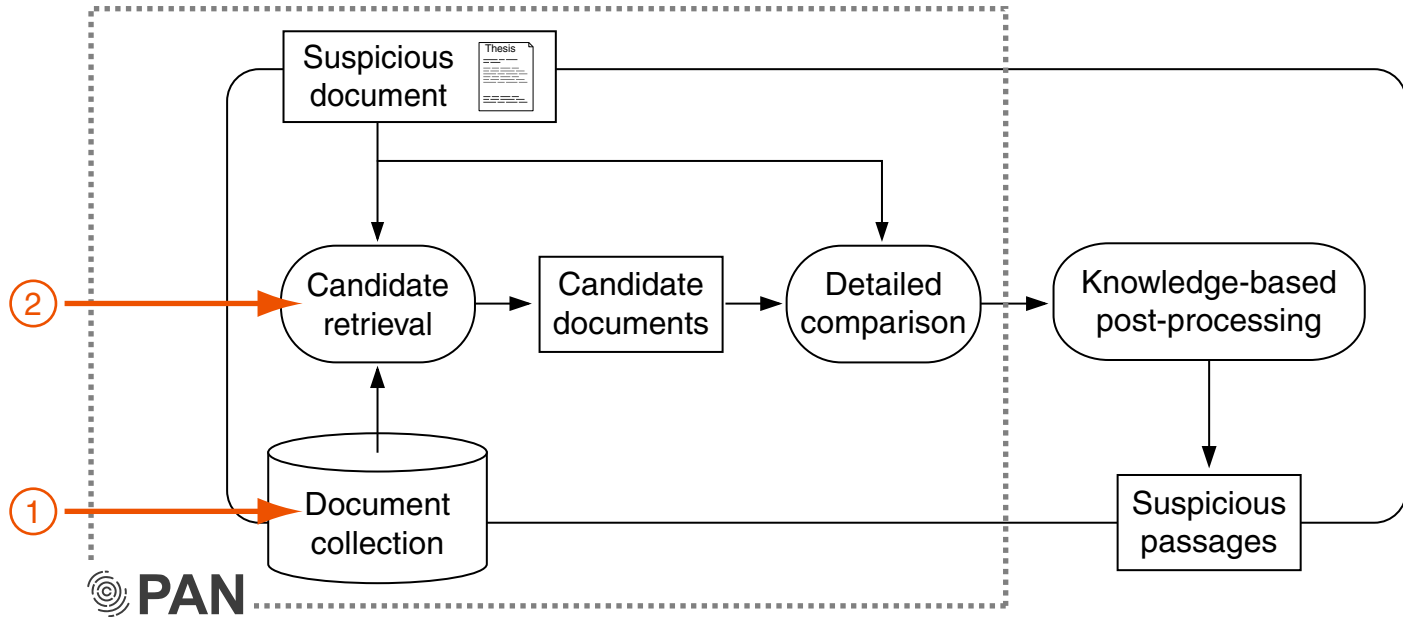 Suspicious
document
Thesis
2
Candidate
retrieval
Candidate
documents
Detailed
comparison
Knowledge-based
post-processing
1
Document
collection
Suspicious
passages
PAN